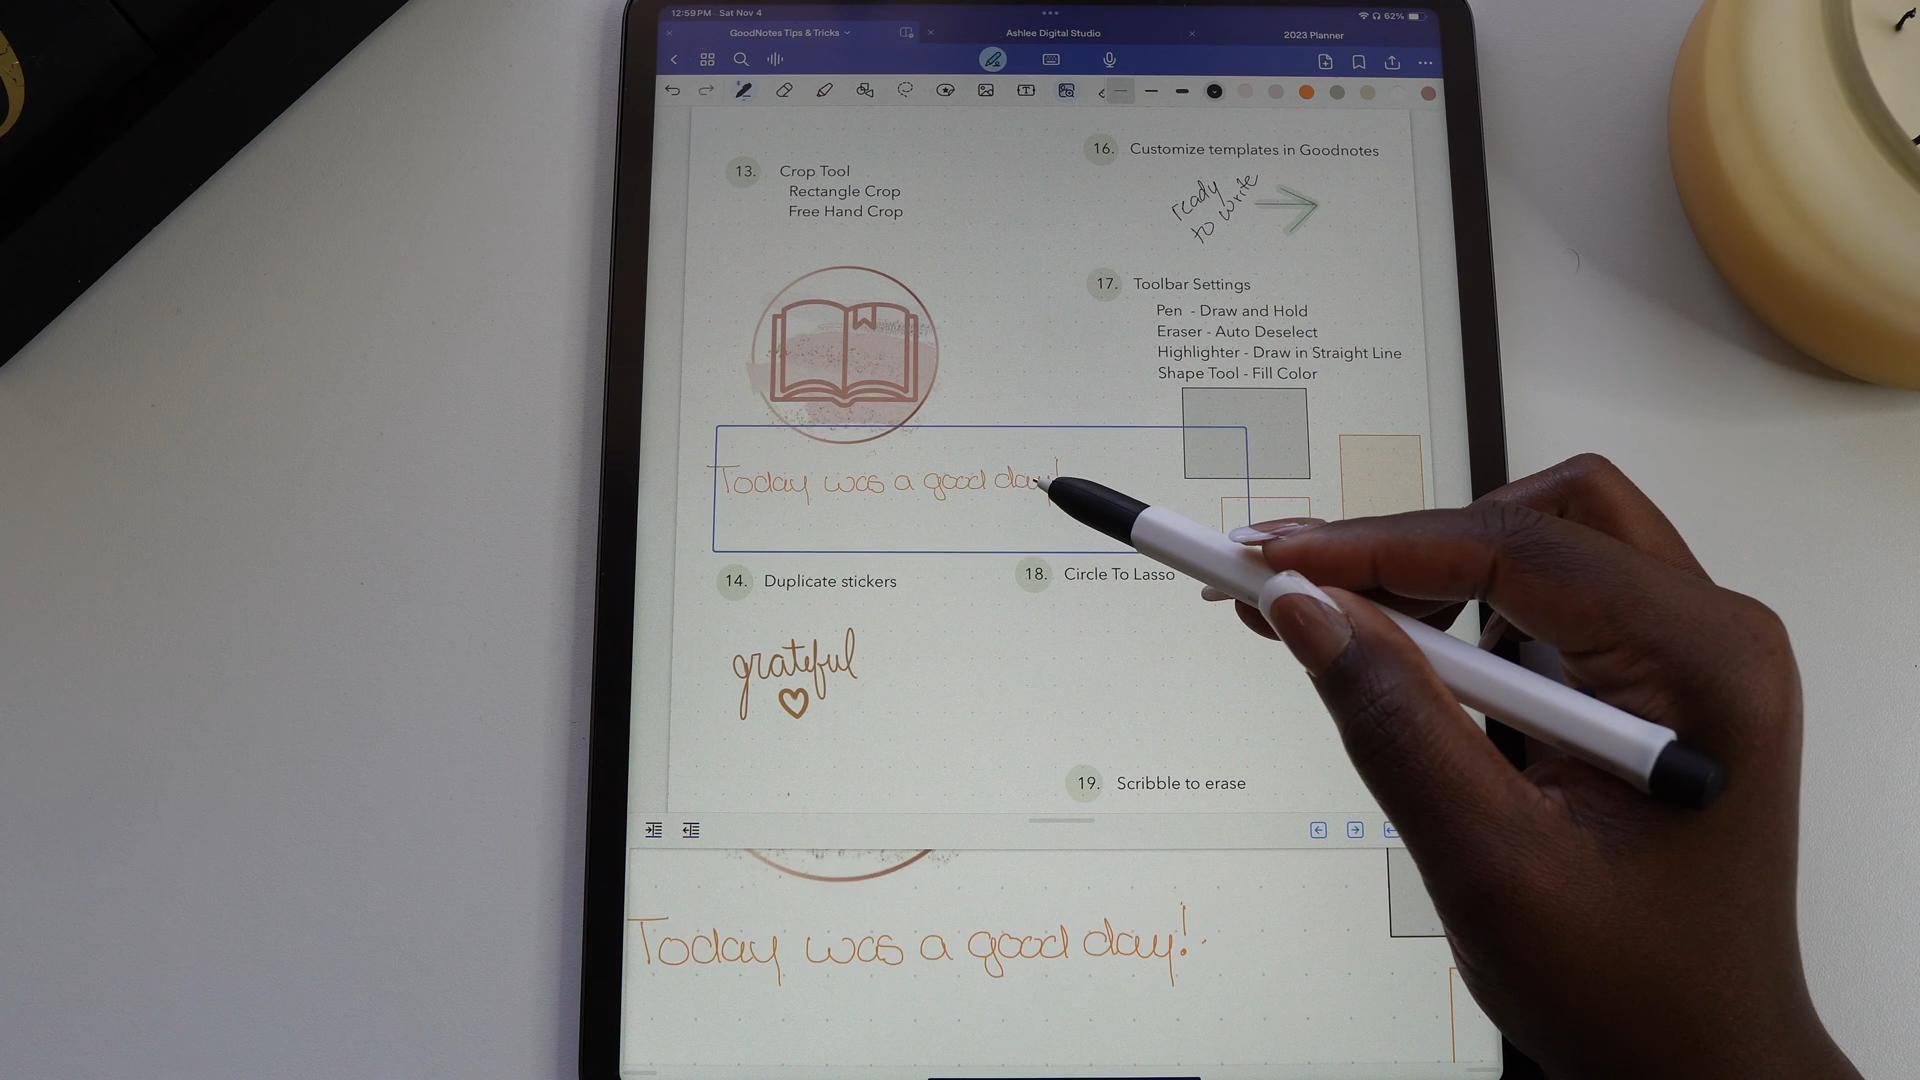 12:59 PM Sat Nov 4
62%
GoodNotes Tips & Tricks
Ashlee Digital Studio
2023 Planner
13. Crop Tool
Rectangle Crop
Free Hand Crop
Today was a good day!
14. Duplicate stickers
grateful
16. Customize templates in Goodnotes
ready
to write
17. Toolbar Settings
Pen - Draw and Hold
Eraser - Auto Deselect
Highlighter - Draw in Straight Line
Shape Tool - Fill Color
18. Circle To Lasso
19. Scribble to erase
Today was a good day!